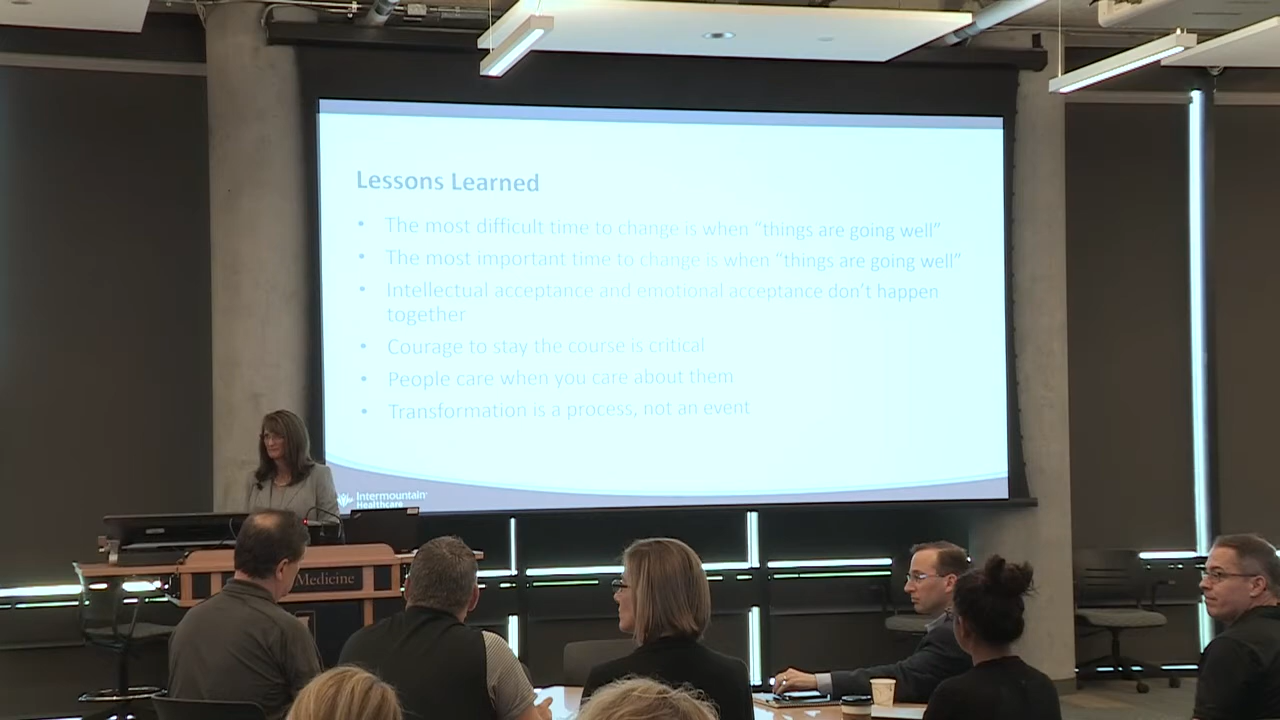 Lessons Learned
• The most difficult time to change is when “things are going well”
• The most important time to change is when “things are going well”
• Intellectual acceptance and emotional acceptance don’t happen
together
• Courage to stay the course is critical
• People care when you care about them
• Transformation is a process, not an event
Intermountain
Healthcare
Medicine